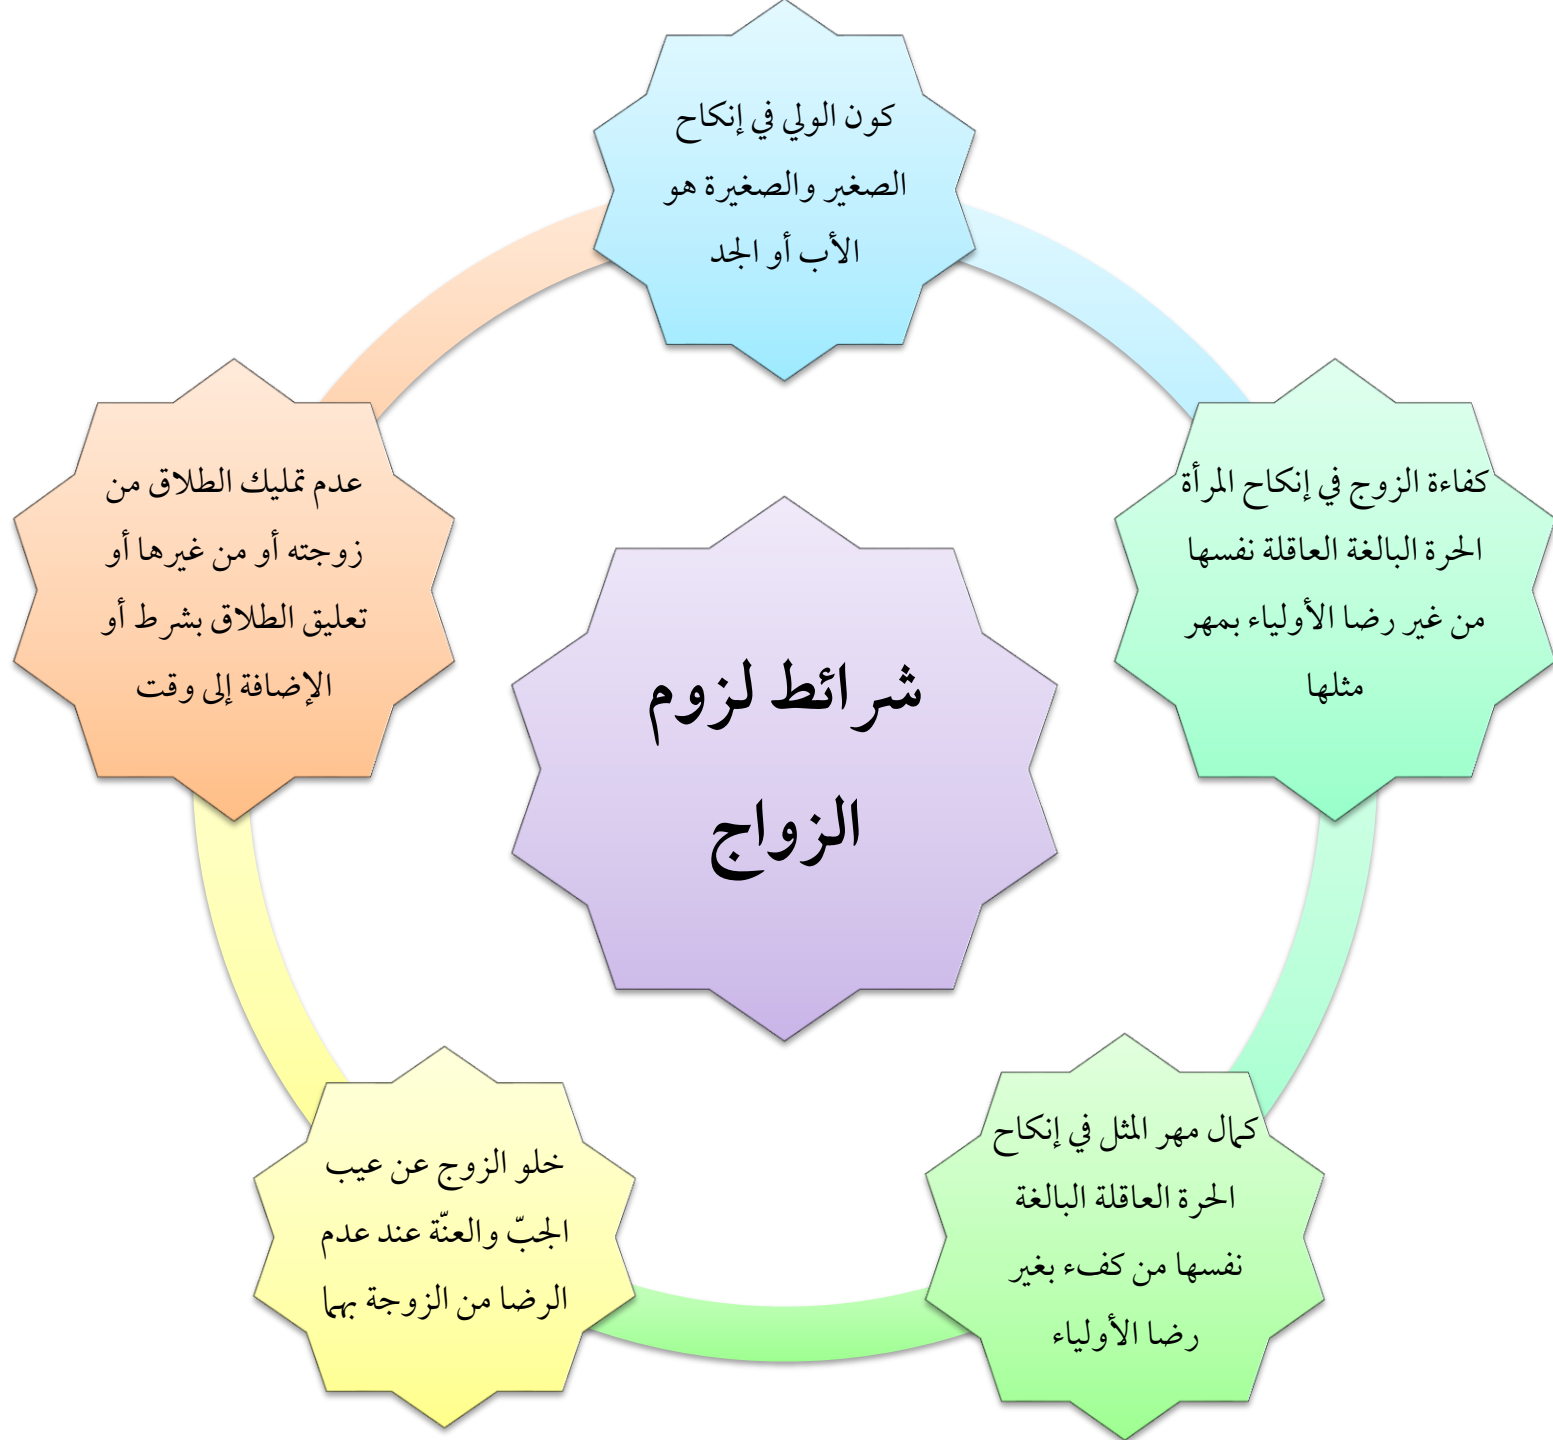 كون الولي في إنكاح
الصغير والصغيرة هو
الأب أو الجد
كفاءة الزوج في إنكاح المرأة
الحرة البالغة العاقلة نفسها
من غير رضا الأولياء بمهر
مثلها
كمال مهر المثل في إنكاح
الحرة العاقلة البالغة
نفسها من كفء بغير
رضا الأولياء
خلو الزوج عن عيب
الجبّ والعنّة عند عدم
الرضا من الزوجة بهما
عدم تمليك الطلاق من
زوجته أو من غيرها أو
تعليق الطلاق بشرط أو
الإضافة إلى وقت
شرائط لزوم
الزواج